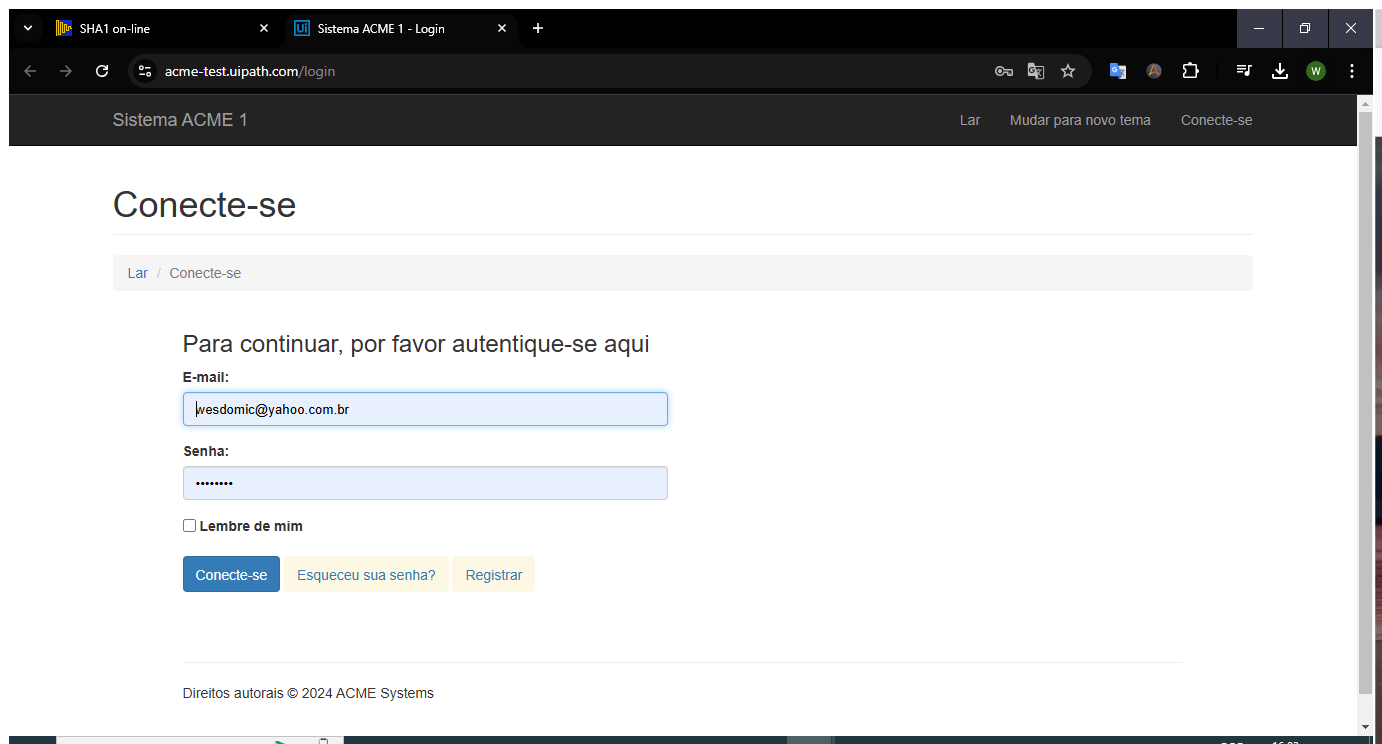 SHA1 on-line
Ui Sistema ACME 1 - Login
acme-test.uipath.com/login
W
Sistema ACME 1
Lar Mudar para novo tema Conecte-se
Conecte-se
Lar / Conecte-se
Para continuar, por favor autentique-se aqui
E-mail:
wesdomic@yahoo.com.br
Senha:
••••••••
Lembre de mim
Conecte-se Esqueceu sua senha? Registrar
Direitos autorais © 2024 ACME Systems